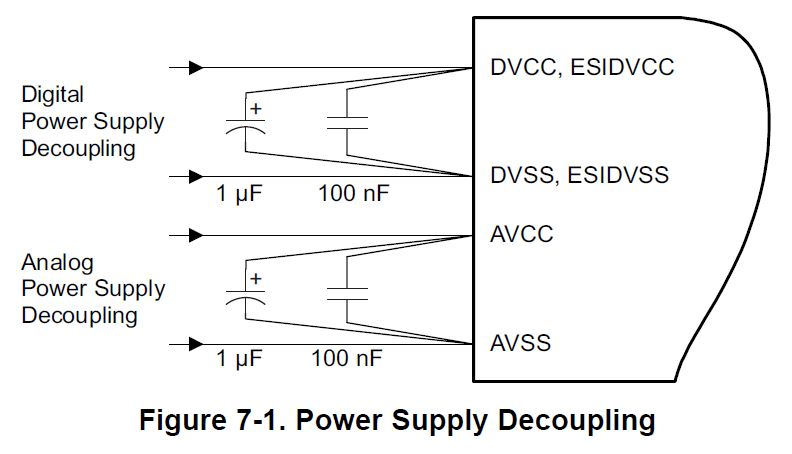 DVCC, ESIDVCC
Digital
Power Supply
Decoupling
+
DVSS, ESIDVSS
1 µF
100 nF
AVCC
Analog
Power Supply
Decoupling
+
AVSS
1 µF
100 nF
Figure 7-1. Power Supply Decoupling